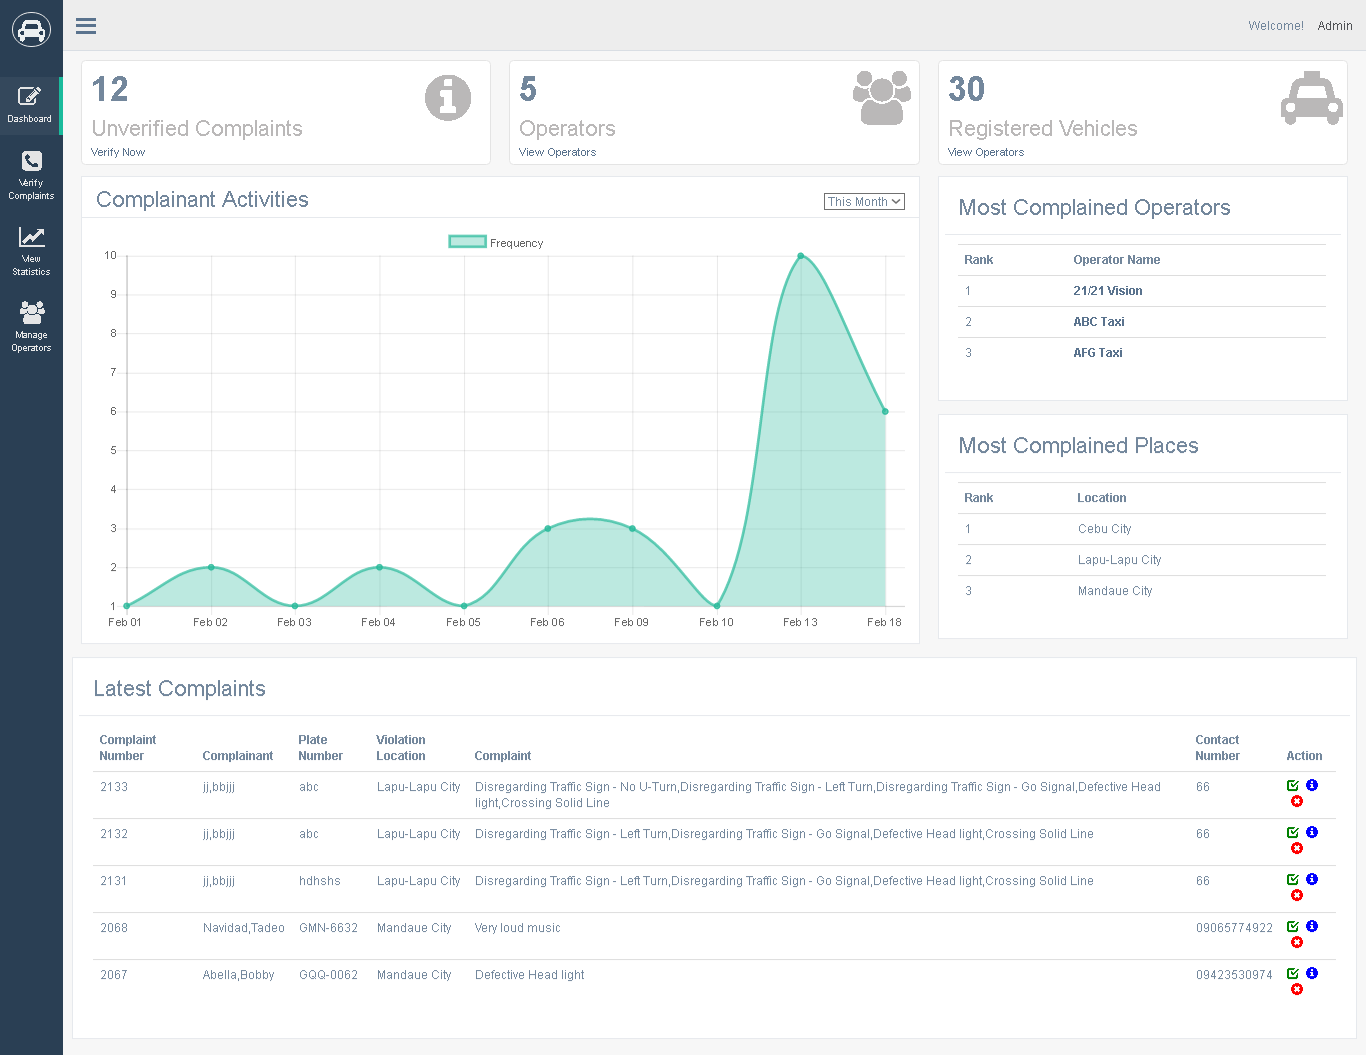 Welcome! Admin
Dashboard
Verify
Complaints
View
Statistics
Manage
Operators
12
Unverified Complaints
Verify Now
5
Operators
View Operators
30
Registered Vehicles
View Operators
Complainant Activities
This Month
Frequency
10
9
8
7
6
5
4
3
2
1
Feb 01 Feb 02 Feb 03 Feb 04 Feb 05 Feb 06 Feb 09 Feb 10 Feb 13 Feb 18
Most Complained Operators
Rank Operator Name
1 21/21 Vision
2 ABC Taxi
3 AFG Taxi
Most Complained Places
Rank Location
1 Cebu City
2 Lapu-Lapu City
3 Mandaue City
Latest Complaints
Complaint Number Complainant Plate Number Violation Location Complaint Contact Number Action
2133 jj,bbjjj abc Lapu-Lapu City Disregarding Traffic Sign - No U-Turn,Disregarding Traffic Sign - Left Turn,Disregarding Traffic Sign - Go Signal,Defective Head 66
light,Crossing Solid Line
2132 jj,bbjjj abc Lapu-Lapu City Disregarding Traffic Sign - Left Turn,Disregarding Traffic Sign - Go Signal,Defective Head light,Crossing Solid Line 66
2131 jj,bbjjj hdhshs Lapu-Lapu City Disregarding Traffic Sign - Left Turn,Disregarding Traffic Sign - Go Signal,Defective Head light,Crossing Solid Line 66
2068 Navidad,Tadeo GMN-6632 Mandaue City Very loud music 09065774922
2067 Abella,Bobby GQQ-0062 Mandaue City Defective Head light 09423530974